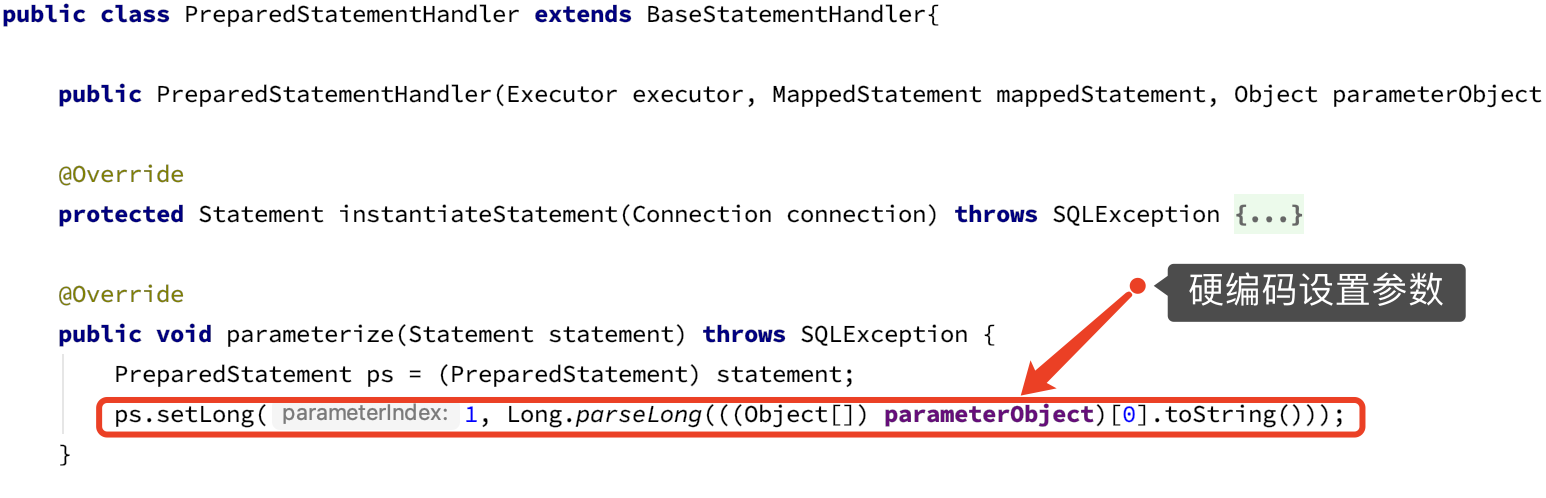 public class PreparedStatementHandler extends BaseStatementHandler{
public PreparedStatementHandler(Executor executor, MappedStatement mappedStatement, Object parameterObject
@Override
protected Statement instantiateStatement(Connection connection) throws SQLException {...}
@Override
硬编码设置参数
public void parameterize(Statement statement) throws SQLException {
PreparedStatement ps = (PreparedStatement) statement;
ps.setLong( parameterIndex: 1, Long.parseLong(((Object[]) parameterObject)[0].toString()));
}